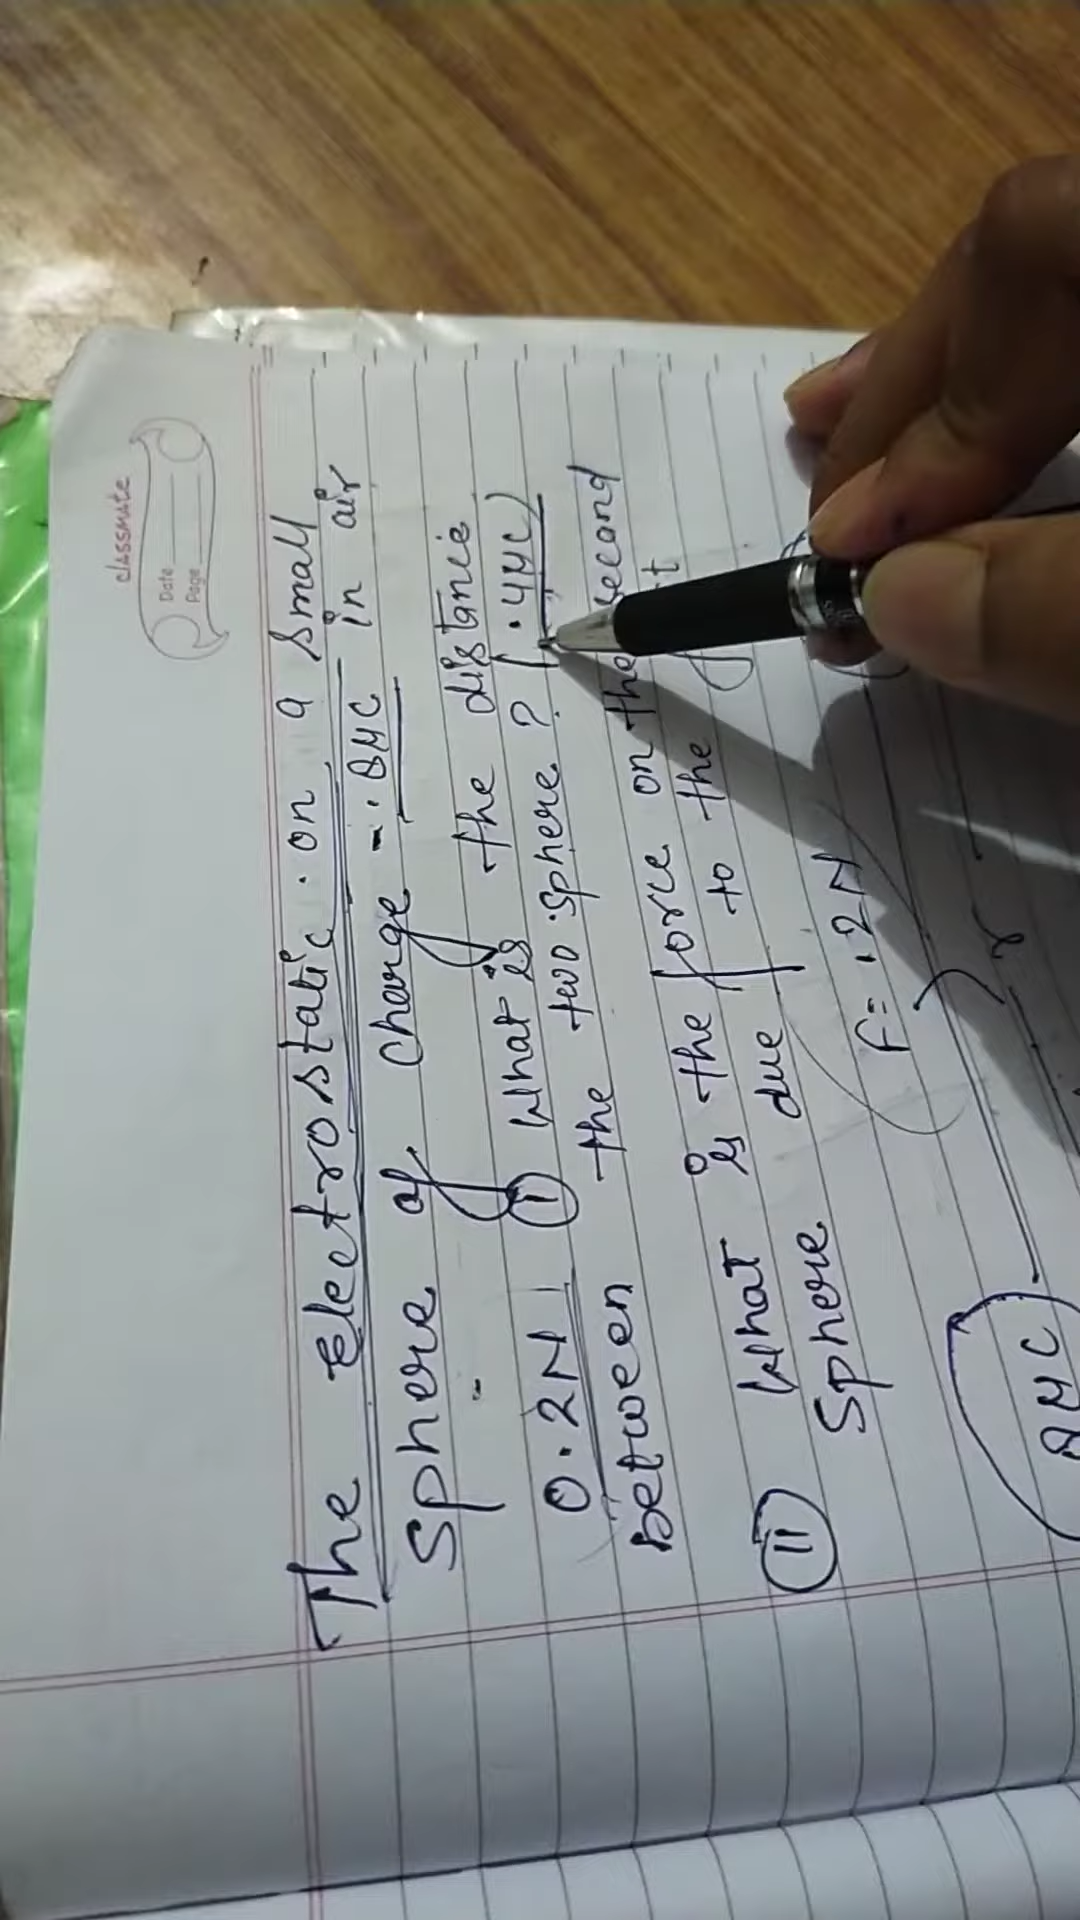 classmate
Date
Page
The Electrostatic on a small
Sphere of charge -.8μC in air
0.2N ① What is the distance
between the two sphere? (.4μC)
② What is the force on the second
Sphere due to the
F = .2N
r